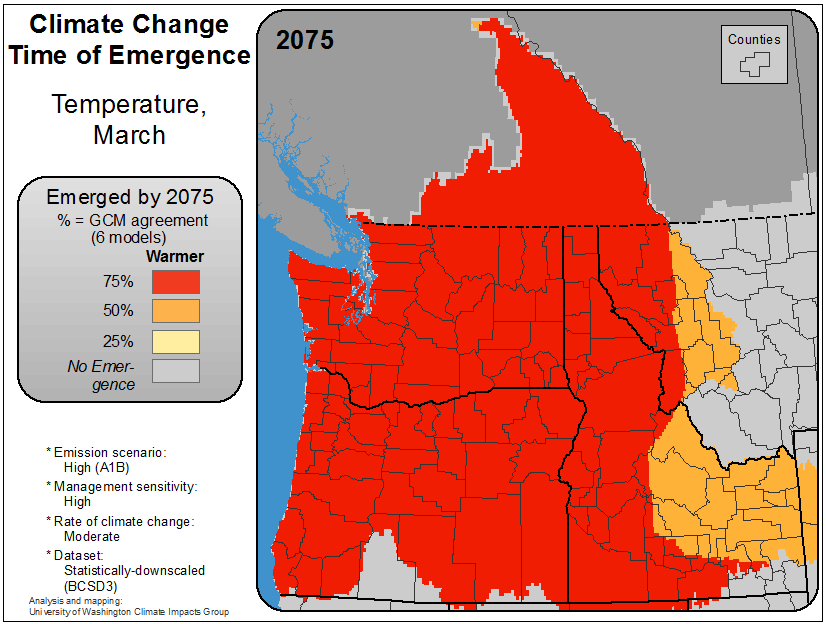 Climate Change
Time of Emergence
Temperature,
March
Emerged by 2075
% = GCM agreement
(6 models)
Warmer
75%
50%
25%
No Emer-
gence
* Emission scenario:
High (A1B)
* Management sensitivity:
High
* Rate of climate change:
Moderate
* Dataset:
Statistically-downscaled
(BCSD3)
Analysis and mapping:
University of Washington Climate Impacts Group
2075
Counties